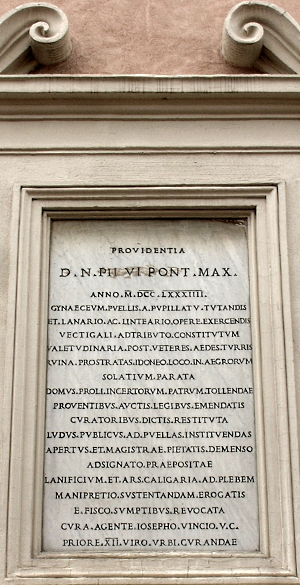 PROVIDENTIA
D.N.PII VI PONT.MAX.
ANNO.M.DCC.LXXXIIII.
GYNAECEVM.PVELLIS.A.PVPILLATV.TVTANDIS
ET.LANARIO.AC.LINTEARIO.OPERE.EXERCENDIS
VECTIGALI.ADTRIBVTO.CONSTITVTVM
VALETVDINARIA.POST.VETERES.AEDES.TVRRIS
RVINA.PROSTRATAS.IDONEO.LOCO.IN.AEGRORVM
SOLATIVM.PARATA
DOMVS.PROLI.INCERTORVM.PATRVM.TOLLENDAE
PROVENTIBVS.AVCTIS.LEGIBVS.EMENDATIS
CVRATORIBVS.DICTIS.RESTITVTA
LVDVS.PVBLICVS.AD.PVELLAS.INSTITVENDAS
APERTVS.ET.MAGISTRAE.PIETATIS.DEMENSO
ADSIGNATO.PRAEPOSITAE
LANIFICIVM.ET.ARS.CALIGARIA.AD.PLEBEM
MANIPRETIO.SVSTENTANDAM.EROGATIS
E.FISCO.SVMPTIBVS.REVOCATA
CVRA.AGENTE.IOSEPHO.VINCIO.V.C.
PRIORE.XII.VIRO.VRBI.CVRANDAE